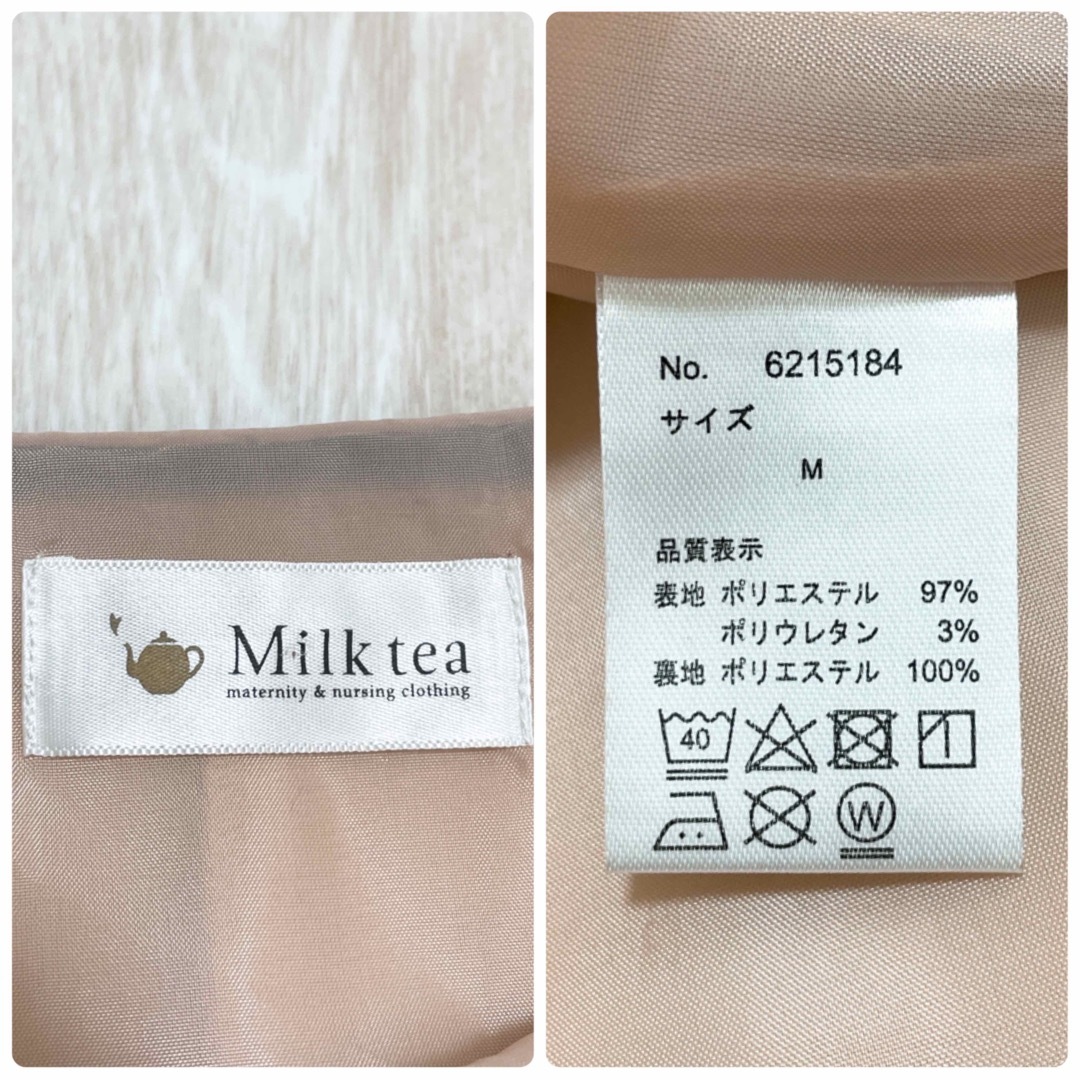 Milk tea
maternity & nursing clothing
No. 6215184
サイズ
M
品質表示
表地 ポリエステル 97%
ポリウレタン 3%
裏地 ポリエステル 100%
40
W